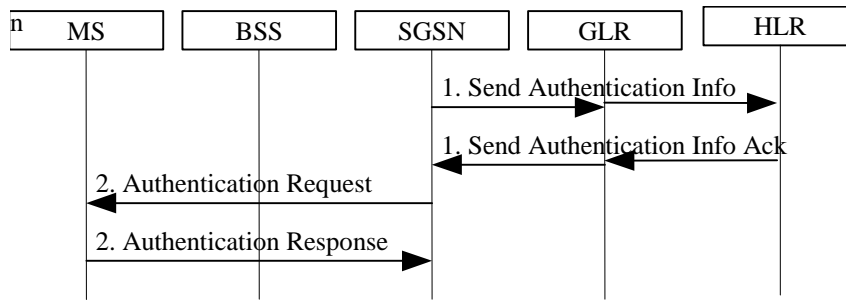 n
MS BSS SGSN GLR HLR
1. Send Authentication Info
1. Send Authentication Info Ack
2. Authentication Request
2. Authentication Response